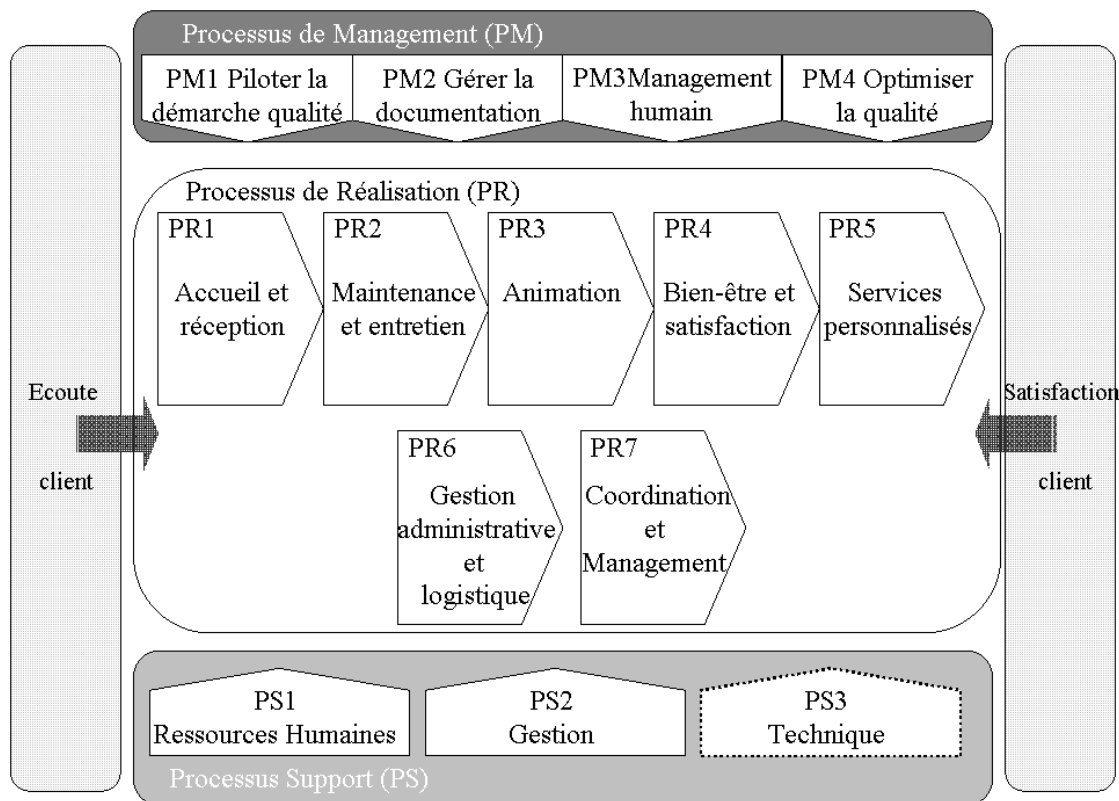 Processus de Management (PM)
PM1 Piloter la
démarche qualité
PM2 Gérer la
documentation
PM3Management
humain
PM4 Optimiser
la qualité
Processus de Réalisation (PR)
PR1
Accueil et
réception
PR2
Maintenance
et entretien
PR3
Animation
PR4
Bien-être et
satisfaction
PR5
Services
personnalisés
Ecoute
client
Satisfaction
client
PR6
Gestion
administrative
et
logistique
PR7
Coordination
et
Management
PS1
Ressources Humaines
PS2
Gestion
PS3
Technique
Processus Support (PS)